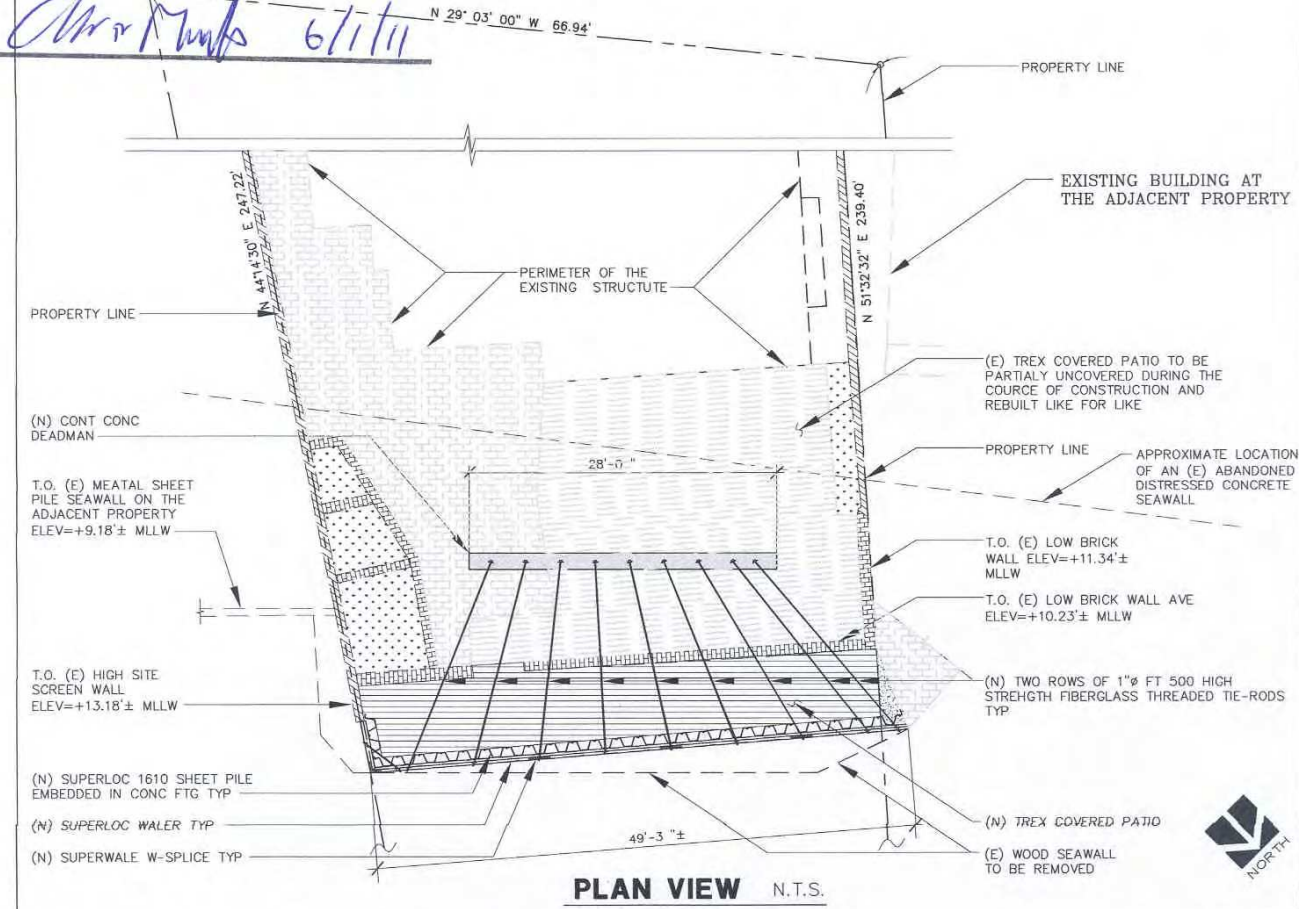 6/1/11
N 29° 03' 00" W 66.94'
PROPERTY LINE
EXISTING BUILDING AT
THE ADJACENT PROPERTY
N 44°14'30" E 247.22'
N 51°32'32" E 239.40'
PERIMETER OF THE
EXISTING STRUCTUTE
PROPERTY LINE
(E) TREX COVERED PATIO TO BE
PARTIALY UNCOVERED DURING THE
COURCE OF CONSTRUCTION AND
REBUILT LIKE FOR LIKE
(N) CONT CONC
DEADMAN
28'-0 "
PROPERTY LINE
APPROXIMATE LOCATION
OF AN (E) ABANDONED
DISTRESSED CONCRETE
SEAWALL
T.O. (E) MEATAL SHEET
PILE SEAWALL ON THE
ADJACENT PROPERTY
ELEV=+9.18'± MLLW
T.O. (E) LOW BRICK
WALL ELEV=+11.34'±
MLLW
T.O. (E) LOW BRICK WALL AVE
ELEV=+10.23'± MLLW
T.O. (E) HIGH SITE
SCREEN WALL
ELEV=+13.18'± MLLW
(N) TWO ROWS OF 1"ø FT 500 HIGH
STREHGTH FIBERGLASS THREADED TIE-RODS
TYP
(N) SUPERLOC 1610 SHEET PILE
EMBEDDED IN CONC FTG TYP
(N) SUPERLOC WALER TYP
(N) TREX COVERED PATIO
(N) SUPERWALE W-SPLICE TYP
49'-3 "±
(E) WOOD SEAWALL
TO BE REMOVED
NORTH
PLAN VIEW N.T.S.